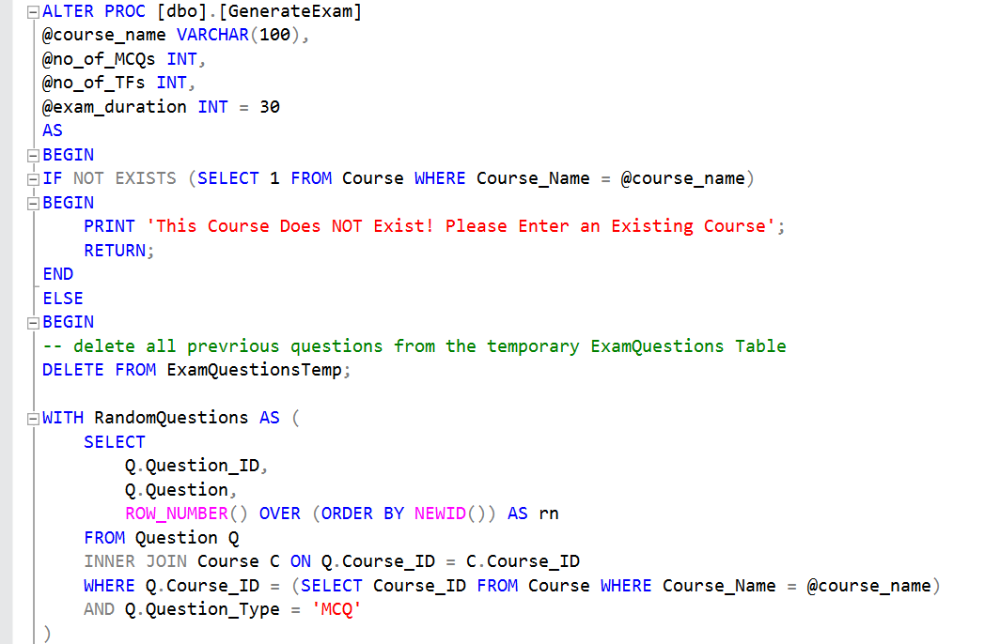 ALTER PROC [dbo].[GenerateExam]
@course_name VARCHAR(100),
@no_of_MCQs INT,
@no_of_TFs INT,
@exam_duration INT = 30
AS
BEGIN
IF NOT EXISTS (SELECT 1 FROM Course WHERE Course_Name = @course_name)
BEGIN
    PRINT 'This Course Does NOT Exist! Please Enter an Existing Course';
    RETURN;
END
ELSE
BEGIN
-- delete all prevrious questions from the temporary ExamQuestions Table
DELETE FROM ExamQuestionsTemp;

WITH RandomQuestions AS (
    SELECT
        Q.Question_ID,
        Q.Question,
        ROW_NUMBER() OVER (ORDER BY NEWID()) AS rn
    FROM Question Q
    INNER JOIN Course C ON Q.Course_ID = C.Course_ID
    WHERE Q.Course_ID = (SELECT Course_ID FROM Course WHERE Course_Name = @course_name)
    AND Q.Question_Type = 'MCQ'
)